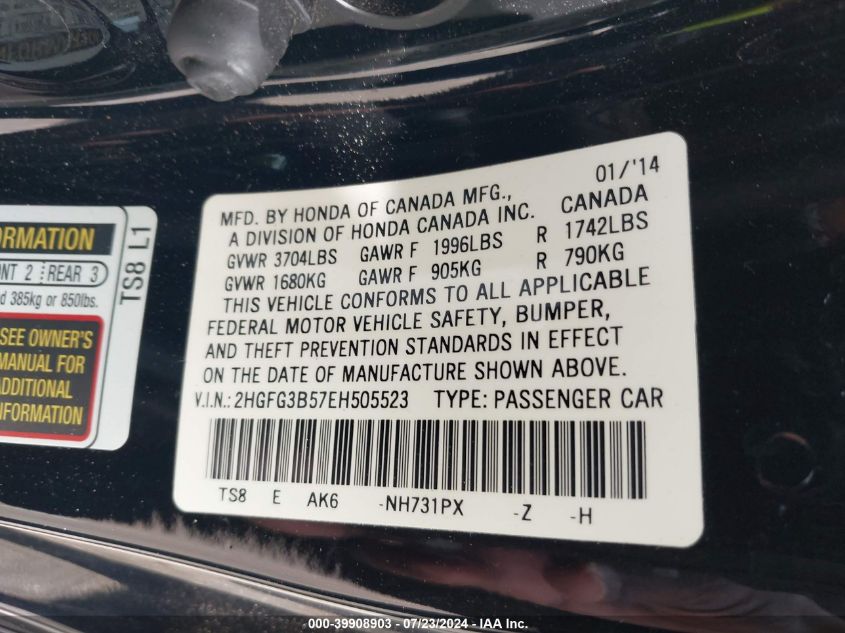 ORMATION
NT 2 REAR 3
d 385kg or 850lbs.
SEE OWNER'S
MANUAL FOR
ADDITIONAL
INFORMATION
TS8 L1
01/'14
MFD. BY HONDA OF CANADA MFG., CANADA
A DIVISION OF HONDA CANADA INC.
GVWR 3704LBS GAWR F 1996LBS R 1742LBS
GVWR 1680KG GAWR F 905KG R 790KG
THIS VEHICLE CONFORMS TO ALL APPLICABLE
FEDERAL MOTOR VEHICLE SAFETY, BUMPER,
AND THEFT PREVENTION STANDARDS IN EFFECT
ON THE DATE OF MANUFACTURE SHOWN ABOVE.
V.I.N.: 2HGFG3B57EH505523 TYPE: PASSENGER CAR
TS8 E AK6 -NH731PX -Z -H
000-39908903 / 07/23/2024 - IAA Inc.